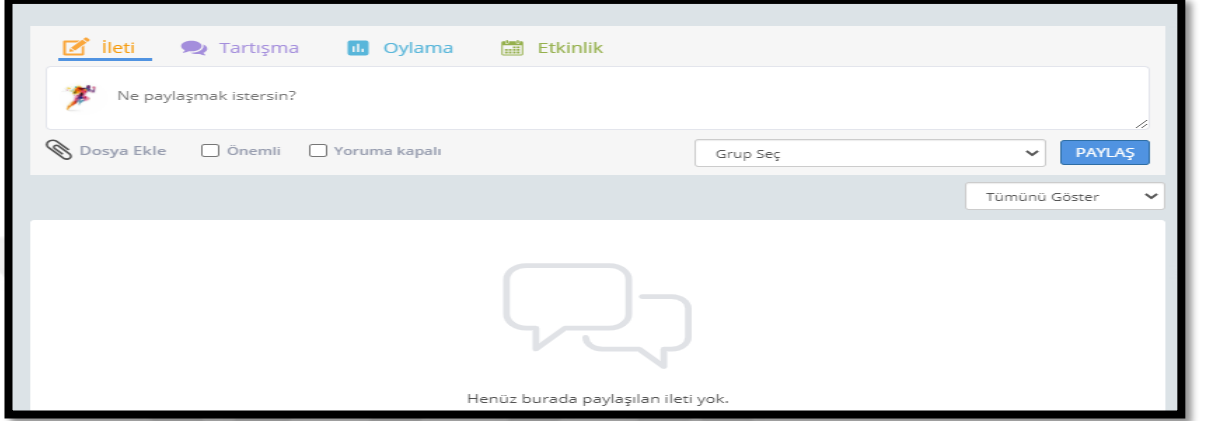 İleti Tartışma Oylama Etkinlik
Ne paylaşmak istersin?
Dosya Ekle Önemli Yoruma kapalı Grup Seç PAYLAŞ
Tümünü Göster
Henüz burada paylaşılan ileti yok.